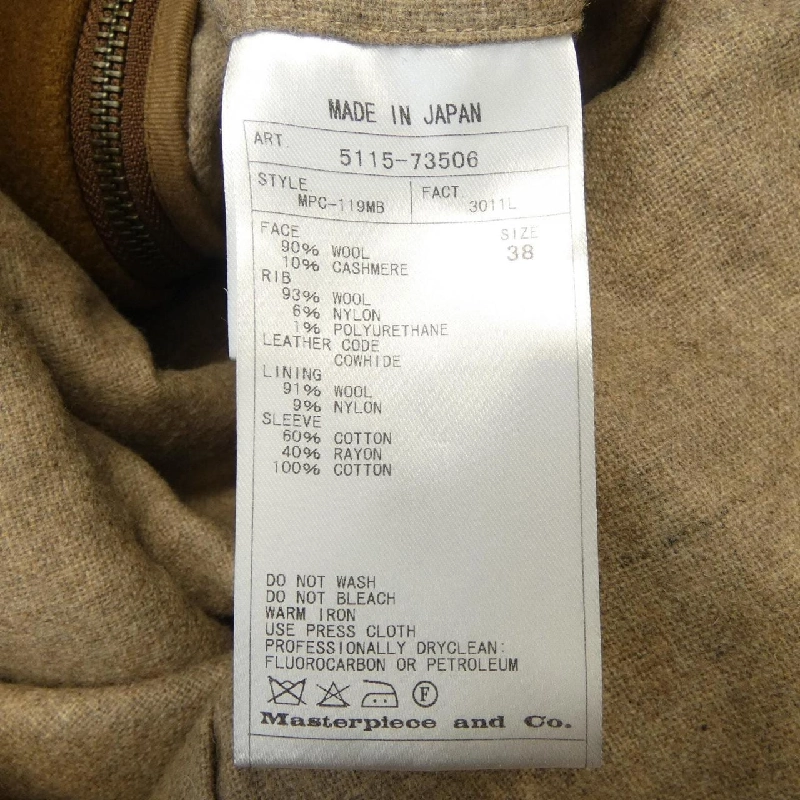 MADE IN JAPAN
ART. 5115-73506
STYLE MPC-119MB FACT. 3011L
FACE SIZE
90% WOOL 38
10% CASHMERE
RIB
93% WOOL
6% NYLON
1% POLYURETHANE
LEATHER CODE
COWHIDE
LINING
91% WOOL
9% NYLON
SLEEVE
60% COTTON
40% RAYON
100% COTTON
DO NOT WASH
DO NOT BLEACH
WARM IRON
USE PRESS CLOTH
PROFESSIONALLY DRYCLEAN:
FLUOROCARBON OR PETROLEUM
F
Masterpiece and Co.